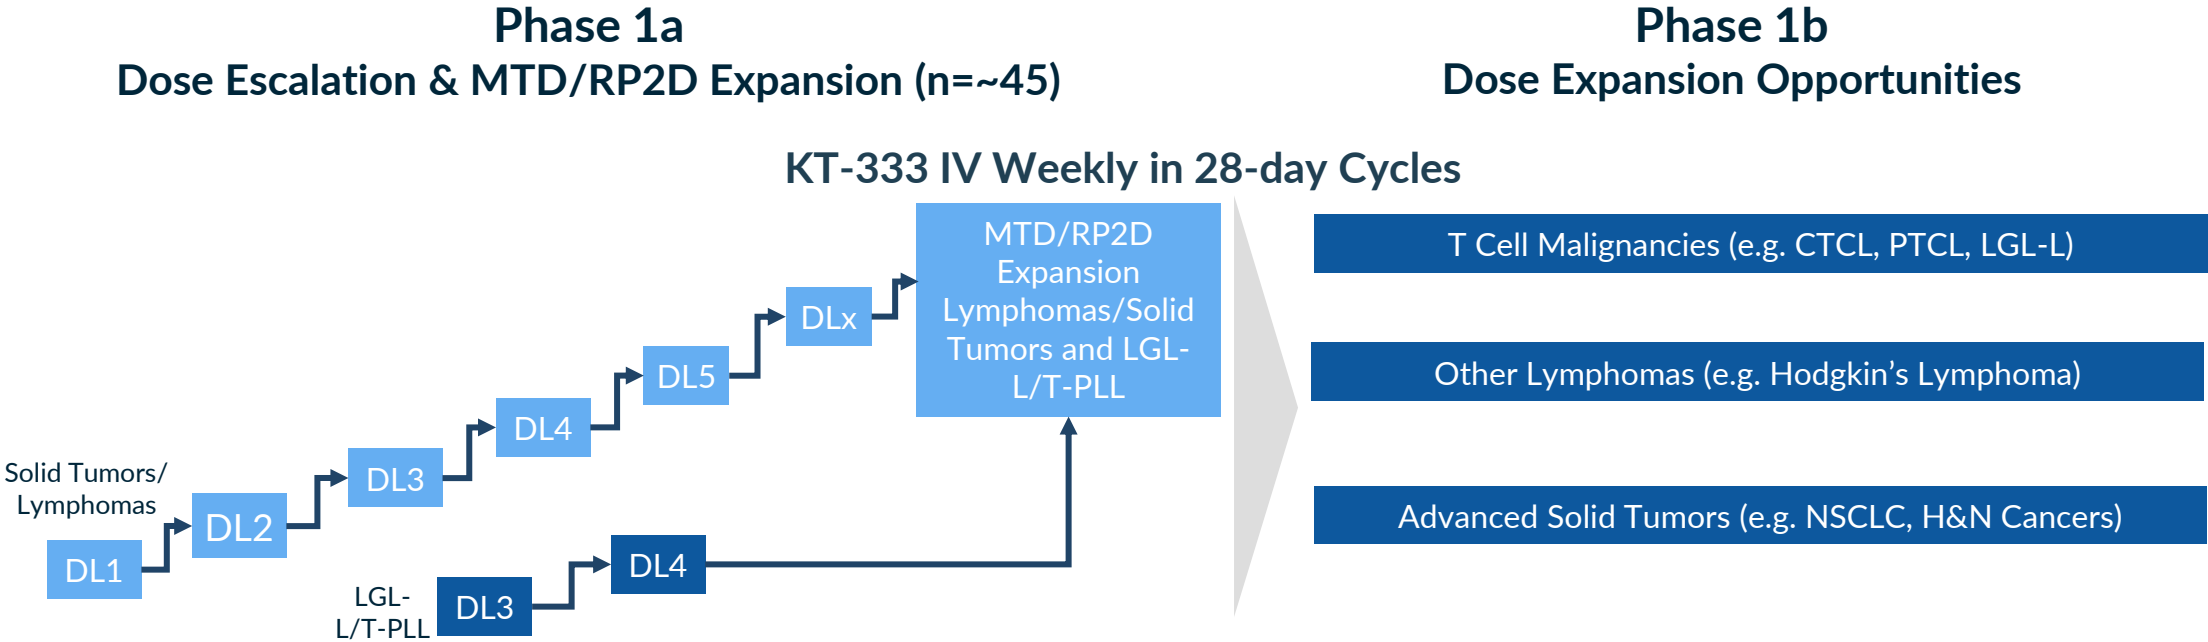 Phase 1a
Dose Escalation & MTD/RP2D Expansion (n=~45)
Phase 1b
Dose Expansion Opportunities
KT-333 IV Weekly in 28-day Cycles
Solid Tumors/
Lymphomas
DL1
DL2
DL3
DL4
DL5
DLx
MTD/RP2D
Expansion
Lymphomas/Solid
Tumors and LGL-
L/T-PLL
LGL-
L/T-PLL
DL3
DL4
T Cell Malignancies (e.g. CTCL, PTCL, LGL-L)
Other Lymphomas (e.g. Hodgkin’s Lymphoma)
Advanced Solid Tumors (e.g. NSCLC, H&N Cancers)